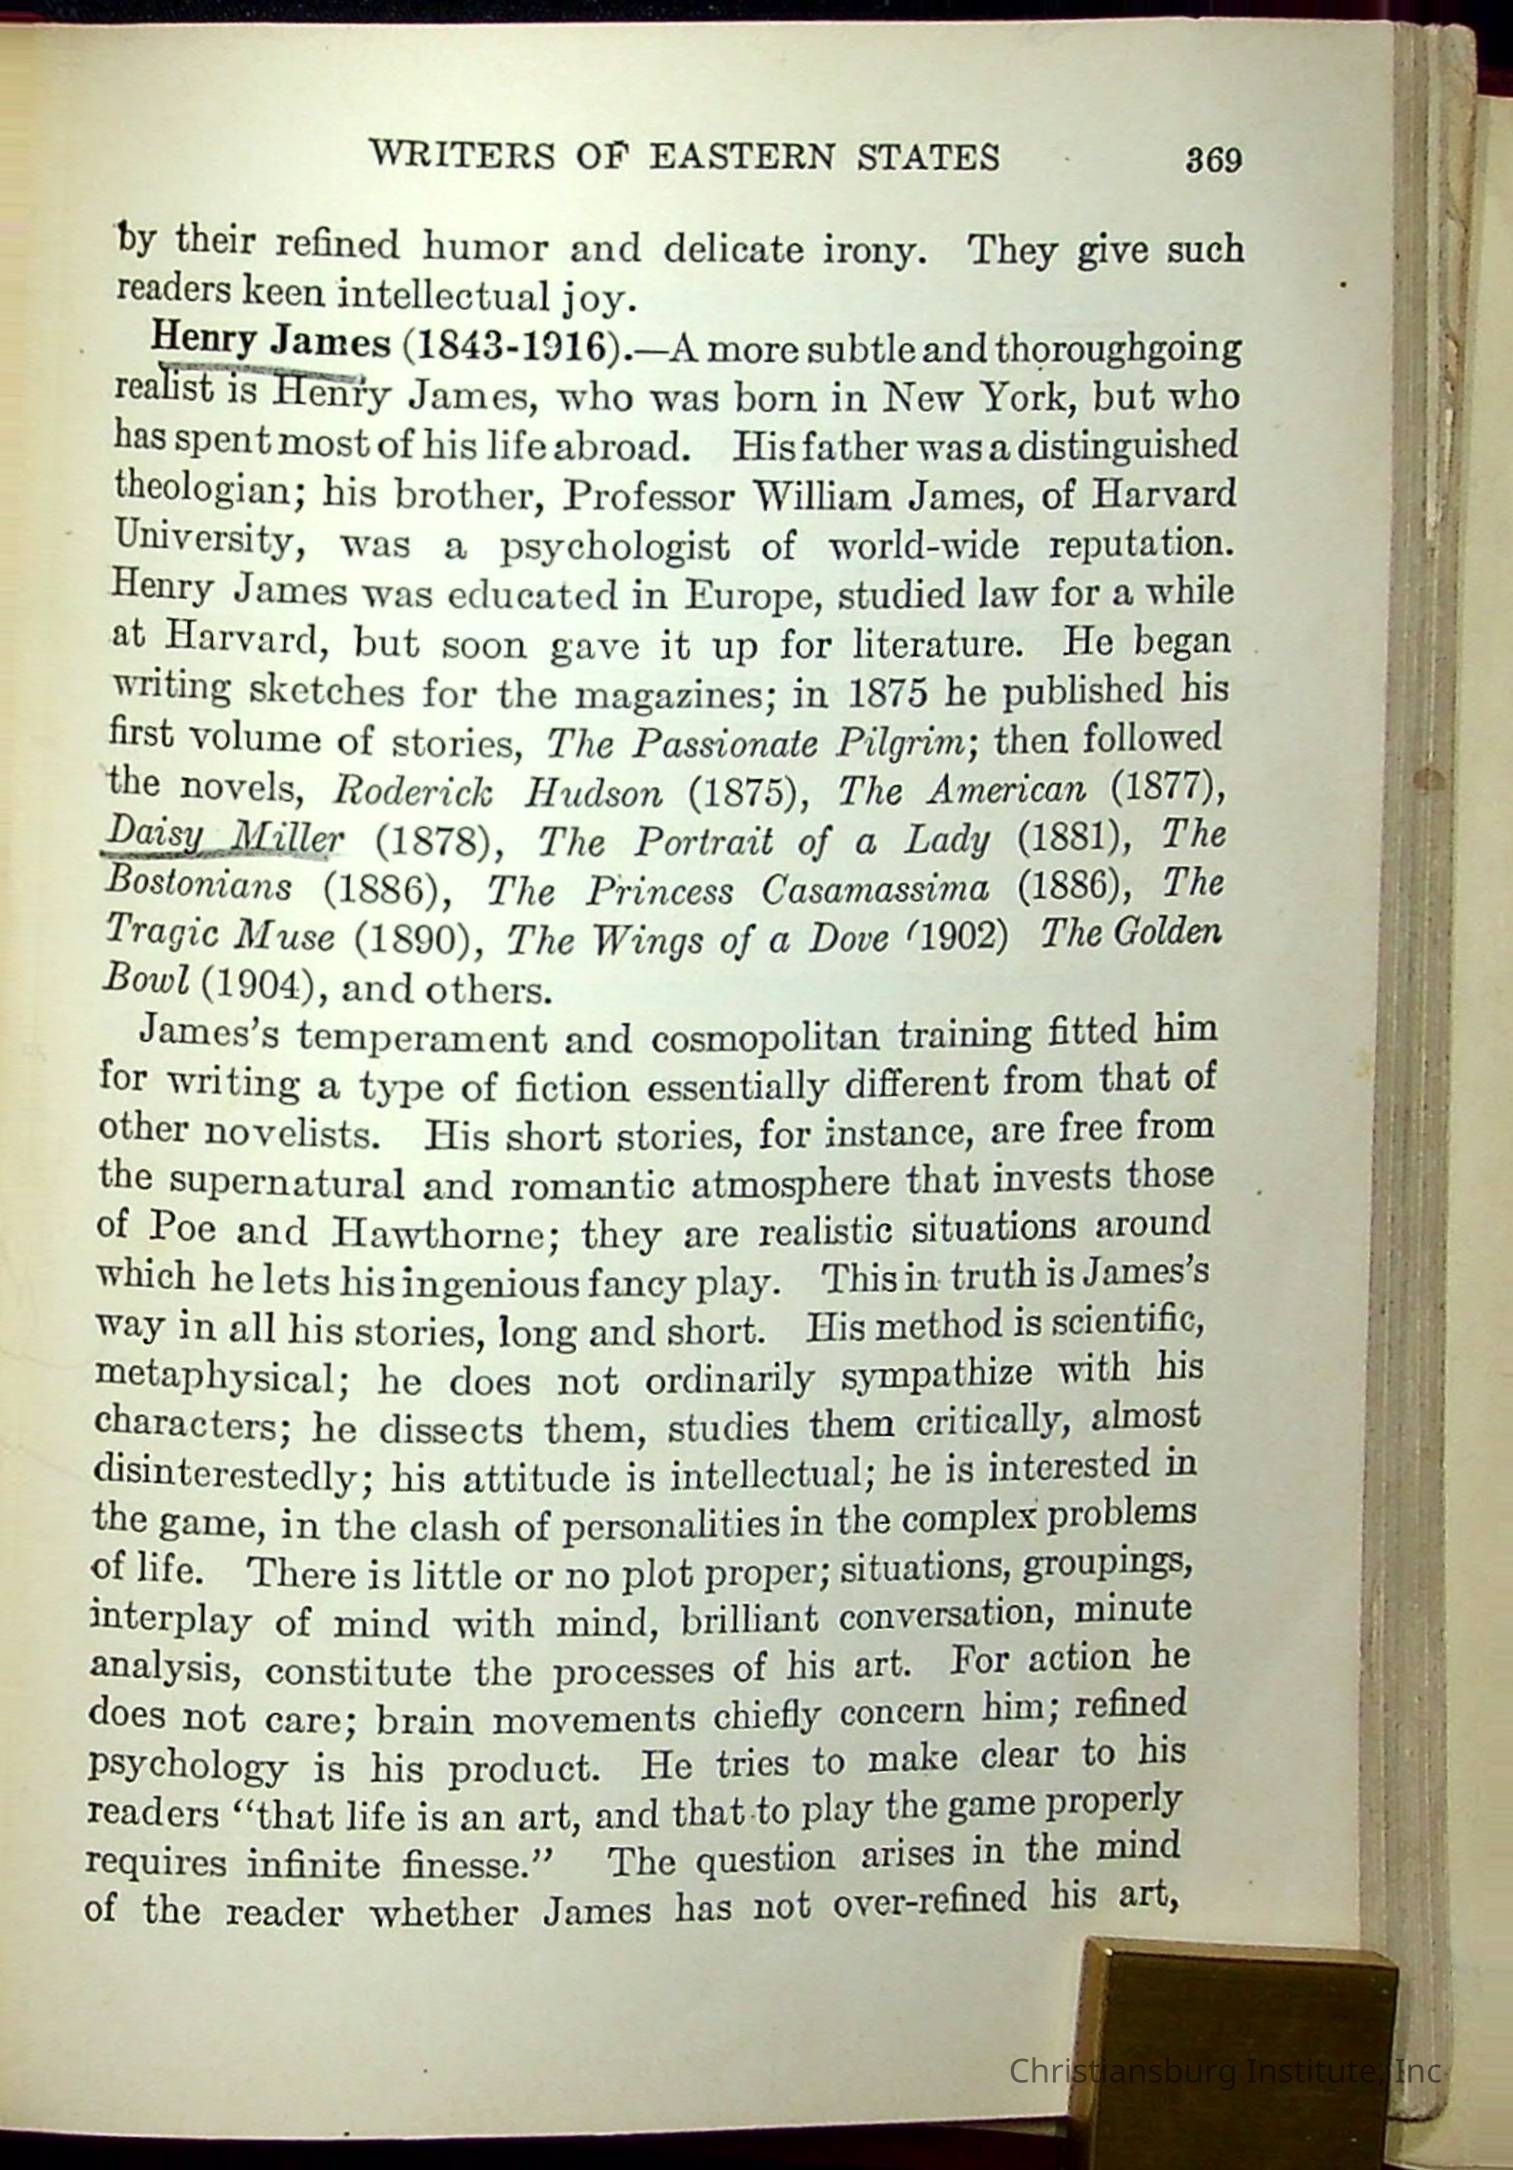 WRITERS OF EASTERN STATES 369
by their refined humor and delicate irony. They give such
readers keen intellectual joy.
Henry James (1843-1916).—A more subtle and thoroughgoing
realist is Henry James, who was born in New York, but who
has spent most of his life abroad. His father was a distinguished
theologian; his brother, Professor William James, of Harvard
University, was a psychologist of world-wide reputation.
Henry James was educated in Europe, studied law for a while
at Harvard, but soon gave it up for literature. He began
writing sketches for the magazines; in 1875 he published his
first volume of stories, The Passionate Pilgrim; then followed
the novels, Roderick Hudson (1875), The American (1877),
Daisy Miller (1878), The Portrait of a Lady (1881), The
Bostonians (1886), The Princess Casamassima (1886), The
Tragic Muse (1890), The Wings of a Dove (1902) The Golden
Bowl (1904), and others.
James's temperament and cosmopolitan training fitted him
for writing a type of fiction essentially different from that of
other novelists. His short stories, for instance, are free from
the supernatural and romantic atmosphere that invests those
of Poe and Hawthorne; they are realistic situations around
which he lets his ingenious fancy play. This in truth is James's
way in all his stories, long and short. His method is scientific,
metaphysical; he does not ordinarily sympathize with his
characters; he dissects them, studies them critically, almost
disinterestedly; his attitude is intellectual; he is interested in
the game, in the clash of personalities in the complex problems
of life. There is little or no plot proper; situations, groupings,
interplay of mind with mind, brilliant conversation, minute
analysis, constitute the processes of his art. For action he
does not care; brain movements chiefly concern him; refined
psychology is his product. He tries to make clear to his
readers “that life is an art, and that to play the game properly
requires infinite finesse.” The question arises in the mind
of the reader whether James has not over-refined his art,
Christiansburg Institute, Inc